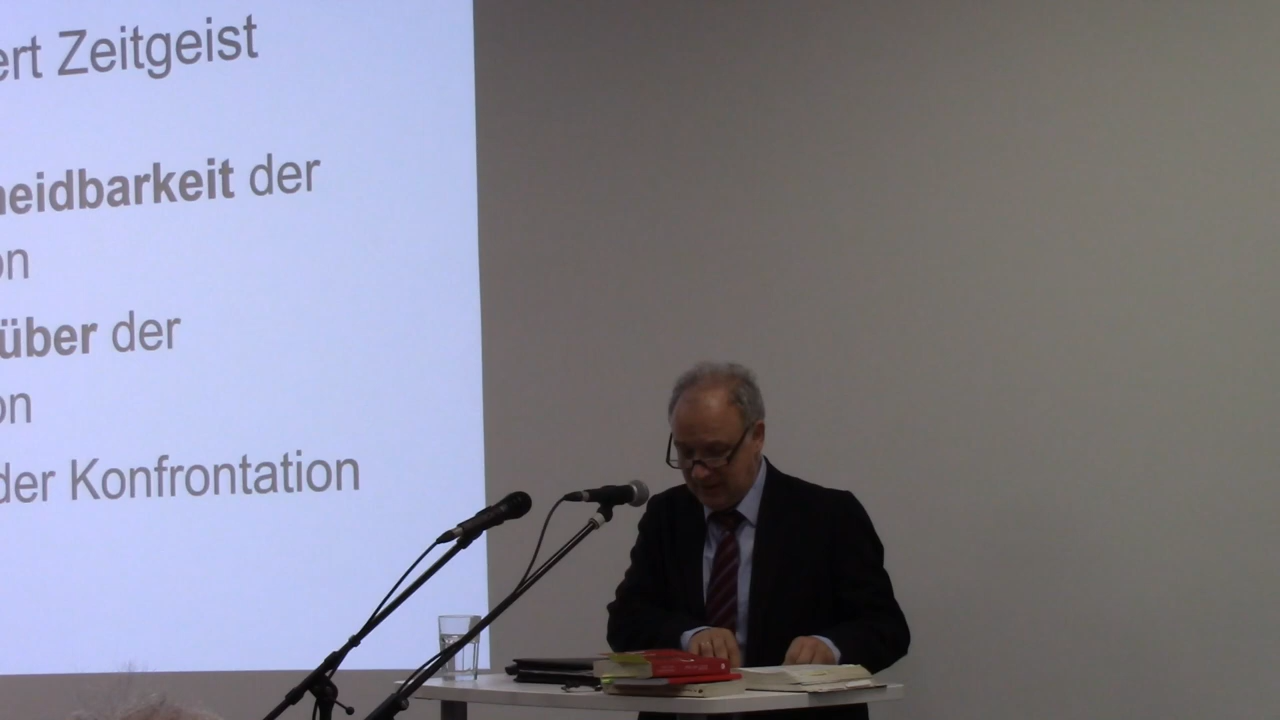 ert Zeitgeist
heidbarkeit der
on
über der
on
der Konfrontation